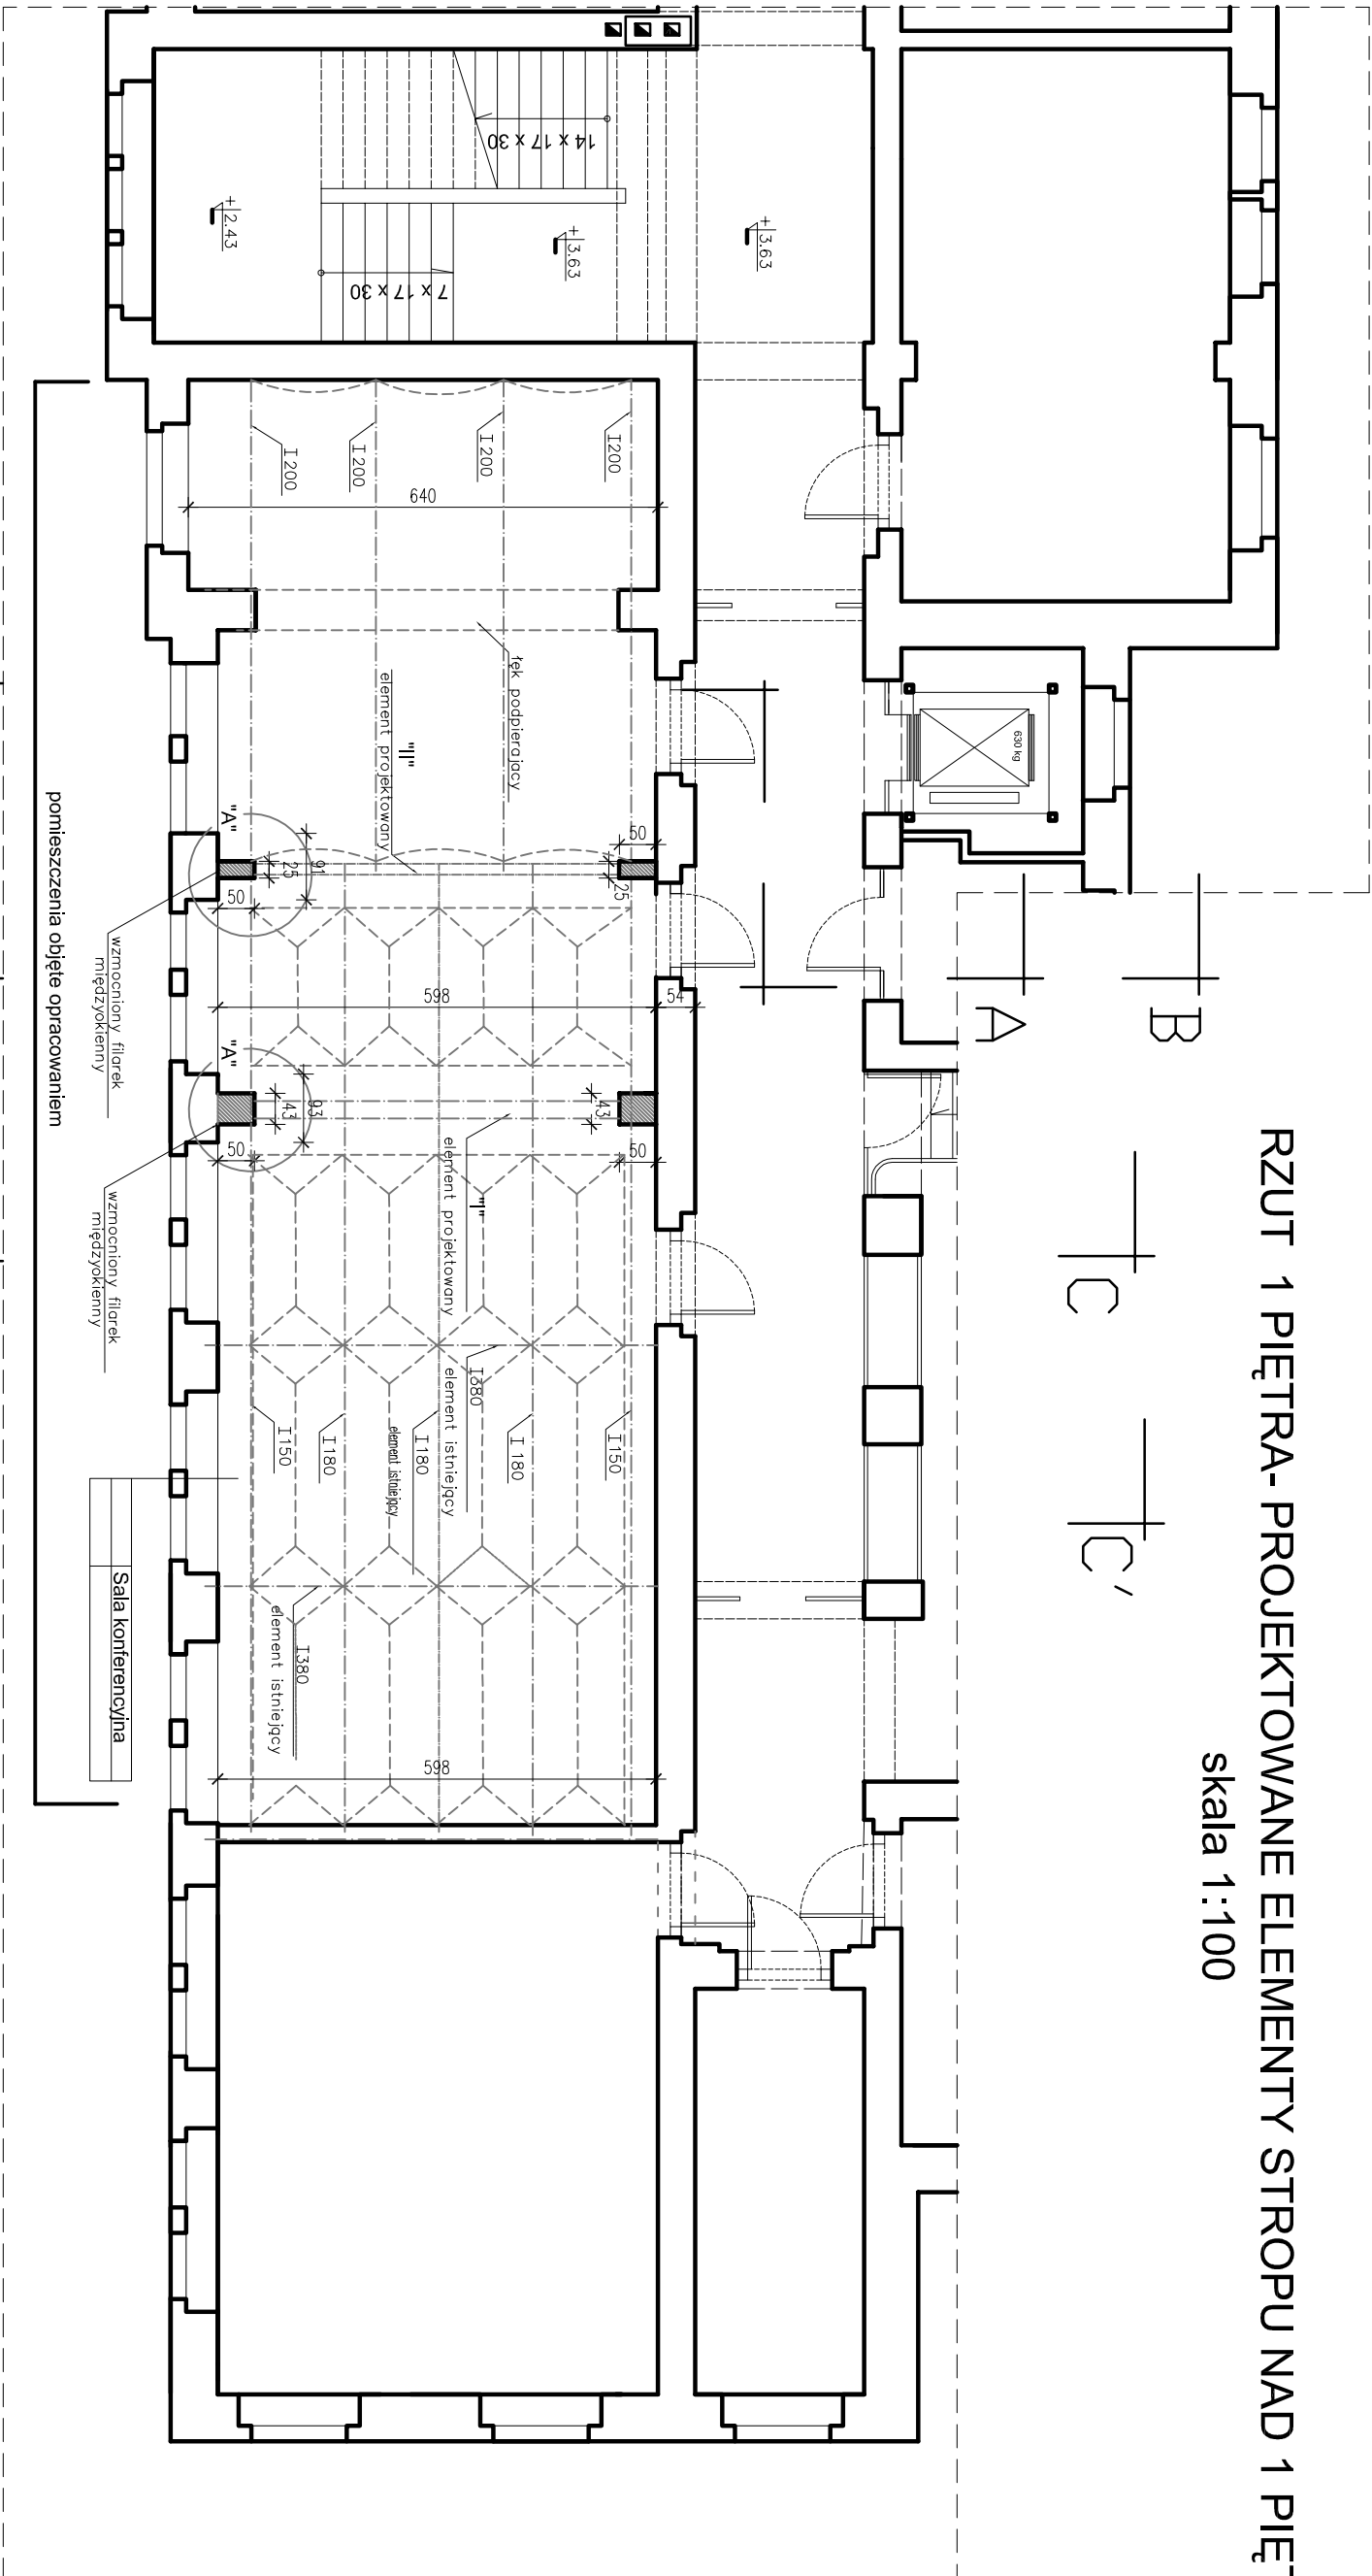 RZUT 1 PIĘTRA- PROJEKTOWANE ELEMENTY STROPU NAD 1 PIĘT
skala 1:100
B
A
C
C'
14 x 17 x 30
7 x 17 x 30
+2.43
+3.63
+3.63
630 kg
I200
I200
I200
I200
640
łęk podpierający
"II"
element projektowany
"A"
91
25
50
50
25
598
54
"A"
93
43
50
43
50
"I"
element projektowany
wzmocniony filarek
międzyokienny
wzmocniony filarek
międzyokienny
I380
element istniejący
I150
I180
I180
element istniejący
I180
I150
I380
element istniejący
598
Sala konferencyjna
pomieszczenia objęte opracowaniem